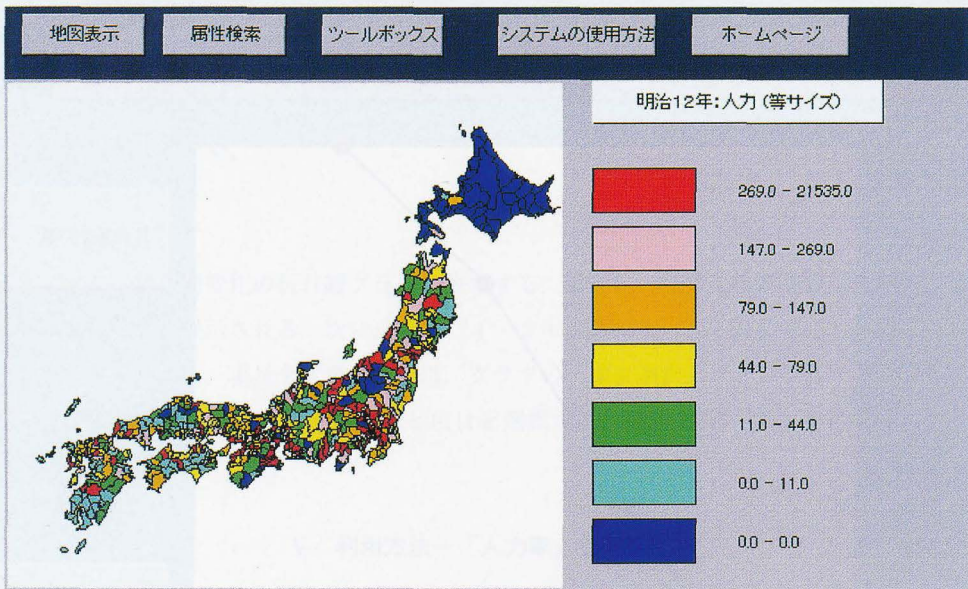 地図表示
属性検索
ツールボックス
システムの使用方法
ホームページ
明治12年:人力(等サイズ)
269.0 - 21535.0
147.0 - 269.0
79.0 - 147.0
44.0 - 79.0
11.0 - 44.0
0.0 - 11.0
0.0 - 0.0